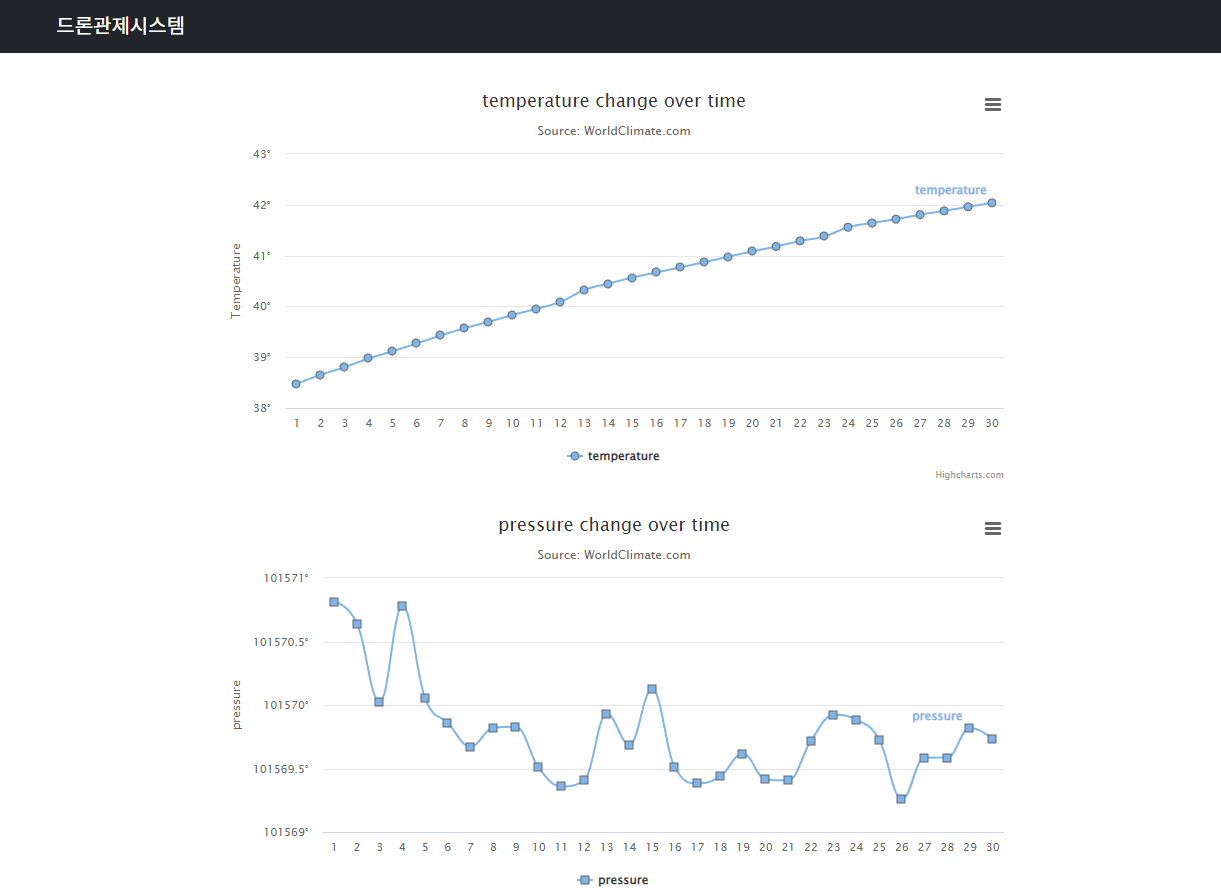 드론관제시스템
temperature change over time
Source: WorldClimate.com
43°
42°
41°
40°
39°
38°
Temperature
temperature
1 2 3 4 5 6 7 8 9 10 11 12 13 14 15 16 17 18 19 20 21 22 23 24 25 26 27 28 29 30
temperature
Highcharts.com
pressure change over time
Source: WorldClimate.com
101571°
101570.5°
101570°
101569.5°
101569°
pressure
pressure
1 2 3 4 5 6 7 8 9 10 11 12 13 14 15 16 17 18 19 20 21 22 23 24 25 26 27 28 29 30
pressure